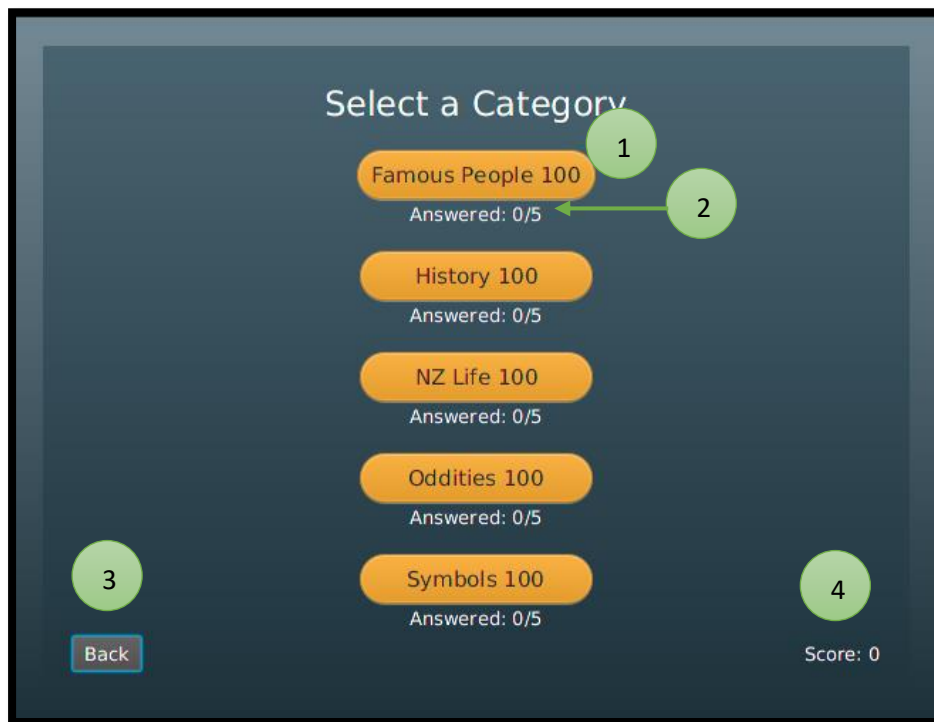 Select a Category
1
Famous People 100
2
Answered: 0/5
History 100
Answered: 0/5
NZ Life 100
Answered: 0/5
Oddities 100
Answered: 0/5
3
Symbols 100
4
Answered: 0/5
Back
Score: 0